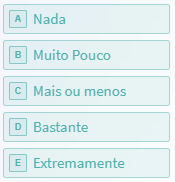 A Nada
B Muito Pouco
C Mais ou menos
D Bastante
E Extremamente